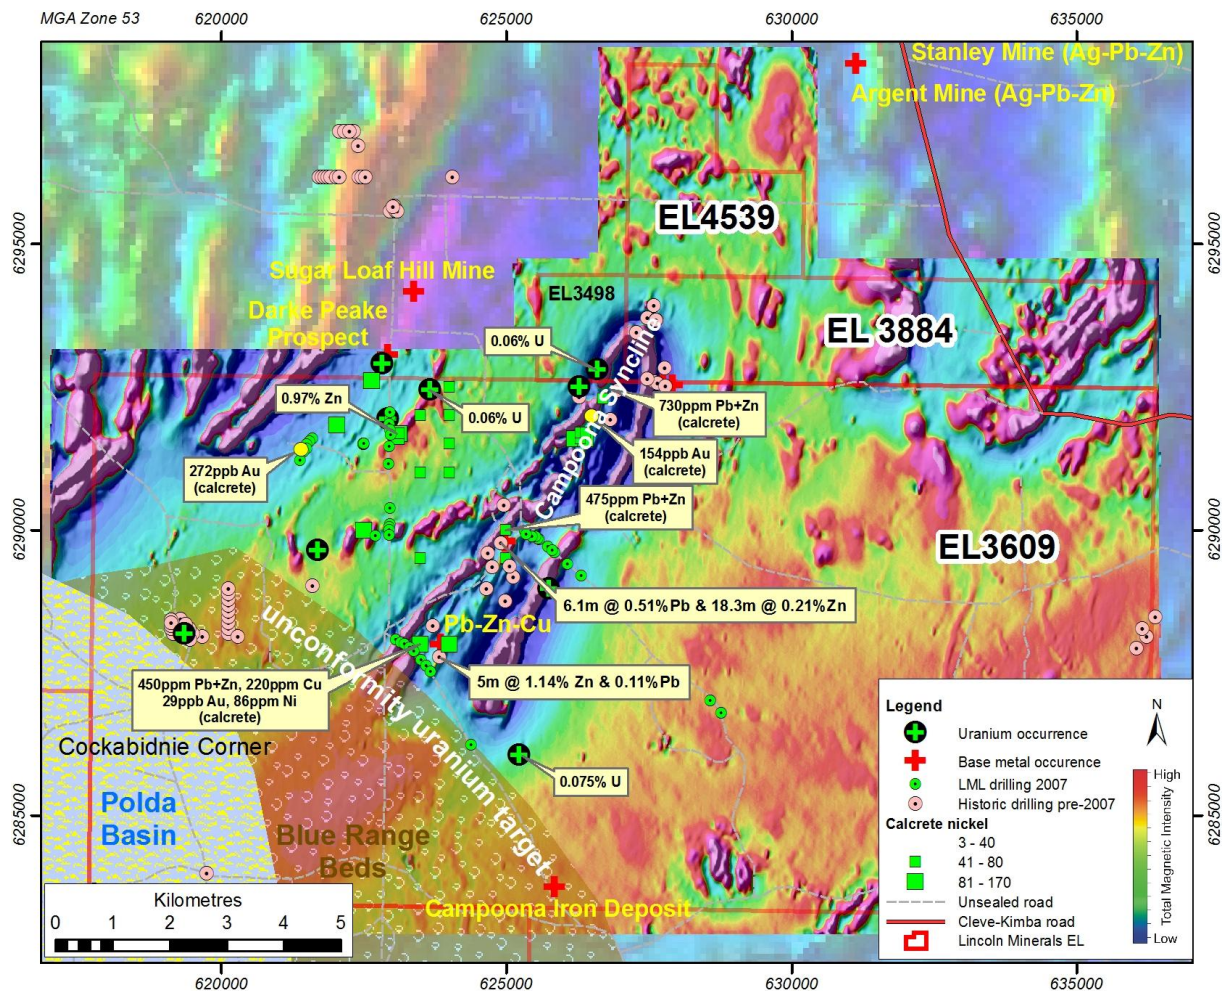 MGA Zone 53
620000
625000
630000
635000
Stanley Mine (Ag-Pb-Zn)
Argent Mine (Ag-Pb-Zn)
6295000
6295000
EL4539
Sugar Loaf Hill Mine
EL3498
Darke Peake
Prospect
EL 3884
0.06% U
Campoona Syncline
0.97% Zn
0.06% U
730ppm Pb+Zn
(calcrete)
154ppb Au
(calcrete)
272ppb Au
(calcrete)
475ppm Pb+Zn
(calcrete)
6290000
6290000
EL3609
6.1m @ 0.51%Pb & 18.3m @ 0.21%Zn
unconformity uranium target
Pb-Zn-Cu
450ppm Pb+Zn, 220ppm Cu
29ppb Au, 86ppm Ni
(calcrete)
5m @ 1.14% Zn & 0.11%Pb
Cockabidnie Corner
0.075% U
Polda
Basin
Blue Range
Beds
6285000
6285000
Campoona Iron Deposit
Kilometres
0 1 2 3 4 5
Legend
Uranium occurrence
Base metal occurence
LML drilling 2007
Historic drilling pre-2007
Calcrete nickel
3 - 40
41 - 80
81 - 170
Unsealed road
Cleve-Kimba road
Lincoln Minerals EL
N
High
Total Magnetic Intensity
Low
620000
625000
630000
635000